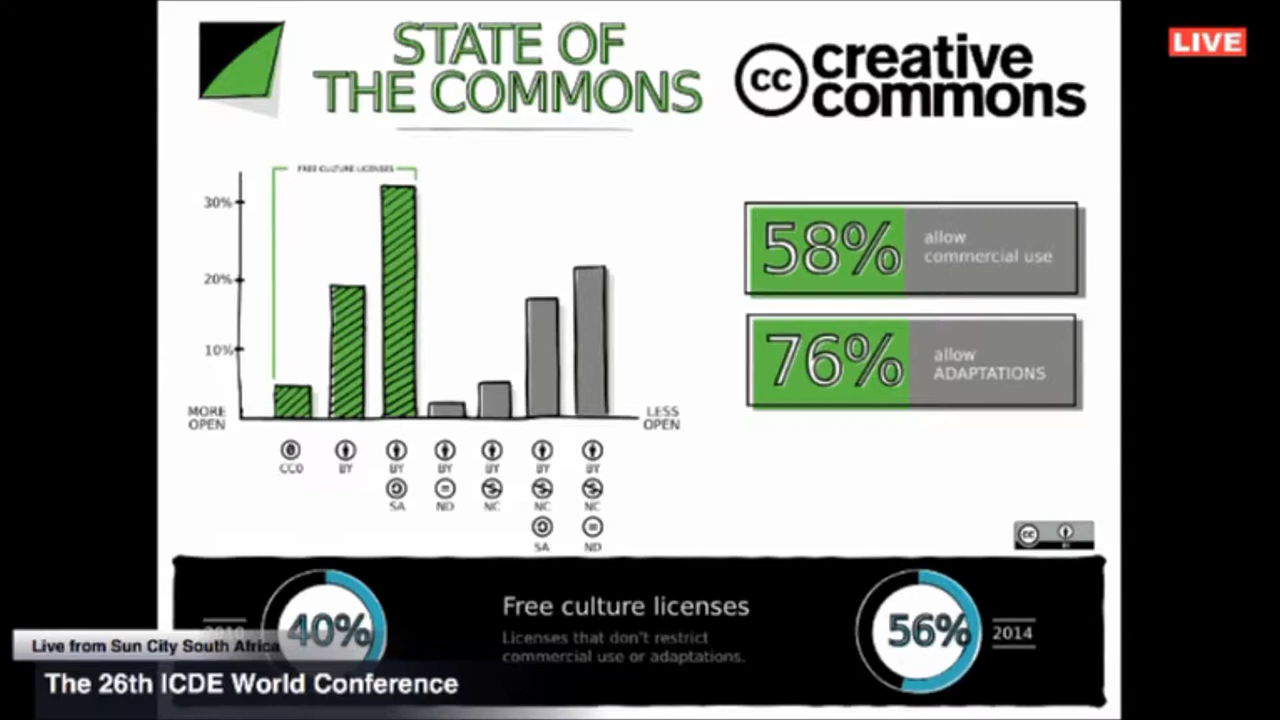 STATE OF
THE COMMONS
cc creative
commons
LIVE
FREE CULTURE LICENSES
30%
20%
10%
MORE
OPEN
LESS
OPEN
CC0
BY
BY
BY
BY
BY
BY
SA
ND
NC
NC
NC
SA
ND
58%
allow
commercial use
76%
allow
ADAPTATIONS
cc
2010
40%
Free culture licenses
Licenses that don't restrict
commercial use or adaptations.
56%
2014
Live from Sun City South Africa
The 26th ICDE World Conference